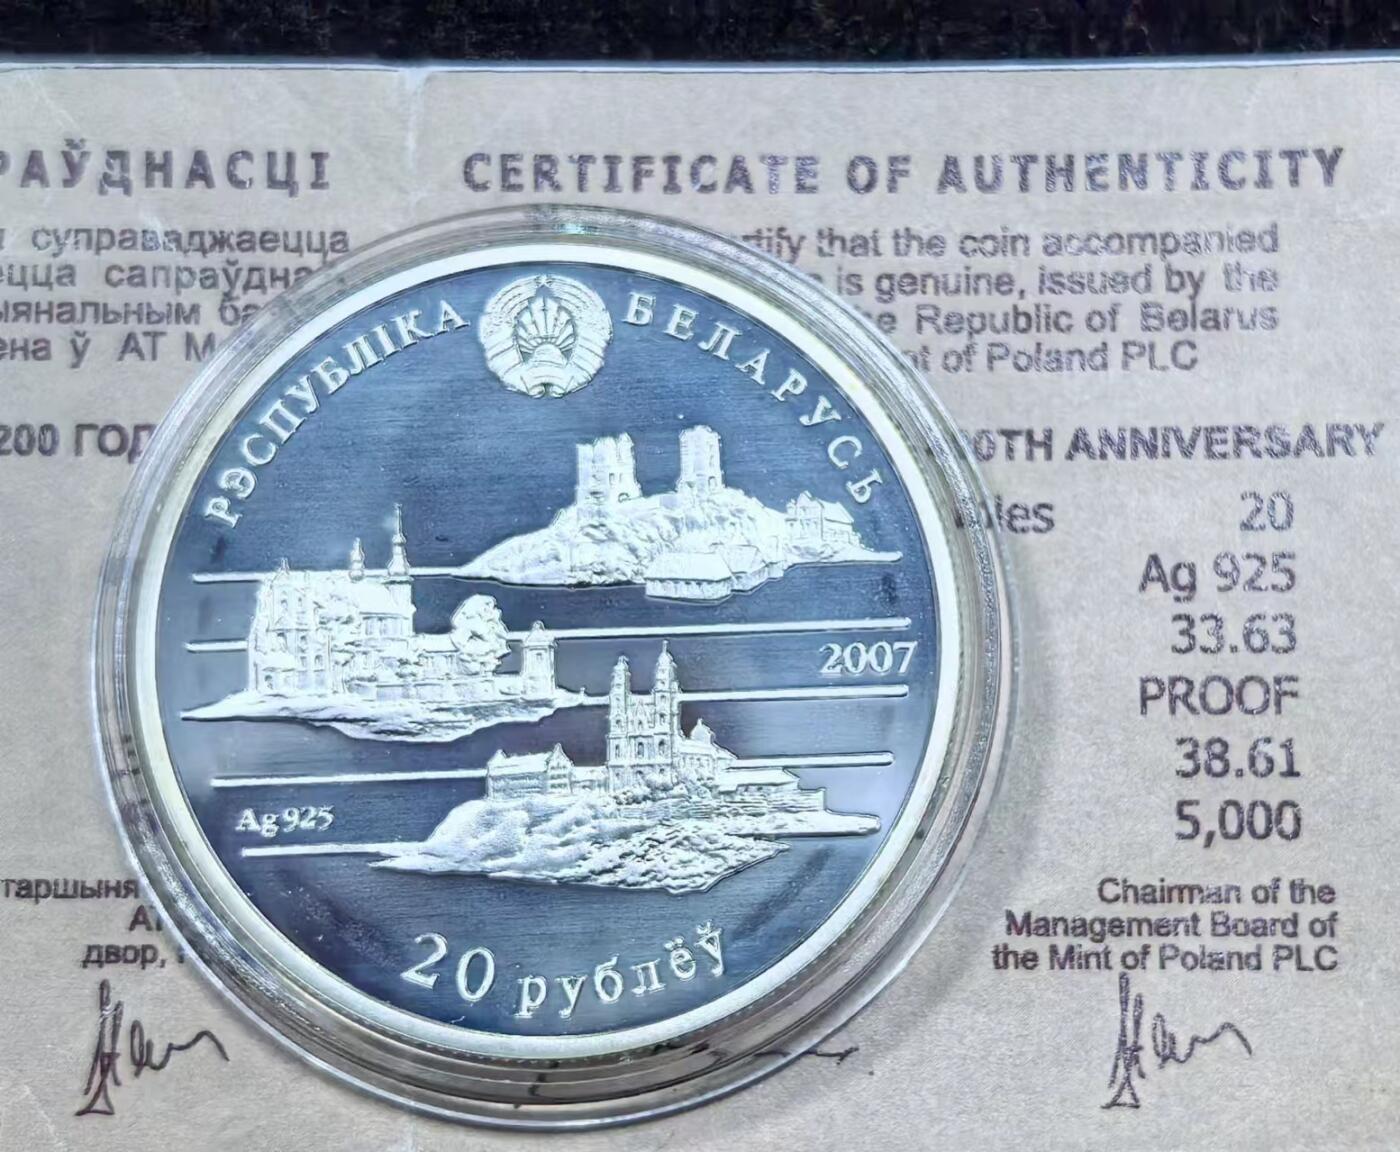 РАЎДНАСЦІ
CERTIFICATE OF AUTHENTICITY
суправаджаецца
tify that the coin accompanied
ецца сапраўдна
is genuine, issued by the
ыянальным ба
e Republic of Belarus
ена ў АТ М
nt of Poland PLC
200 ГОД
0TH ANNIVERSARY
les 20
Ag 925
33.63
PROOF
38.61
5,000
таршыня
Chairman of the
АТ
Management Board of
двор,
the Mint of Poland PLC
РЭСПУБЛІКА БЕЛАРУСЬ
2007
Ag 925
20 рублёў